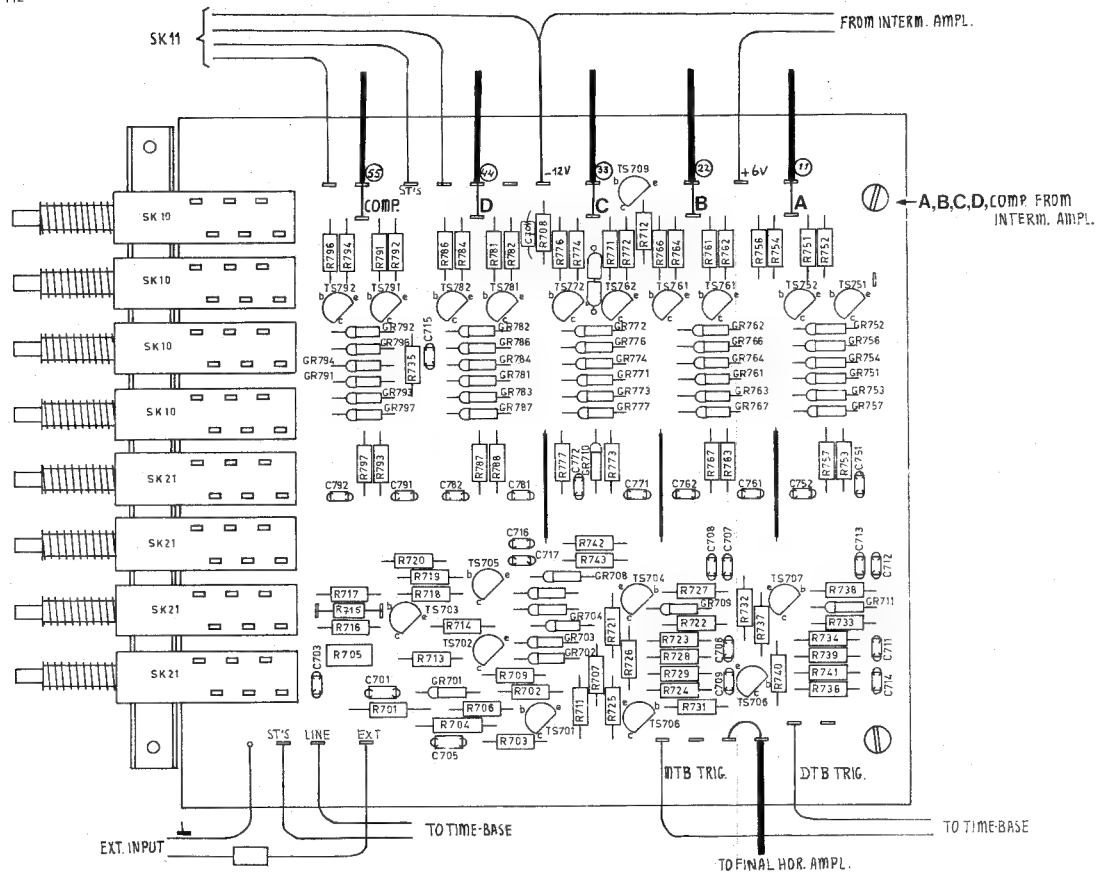 SK11
FROM INTERM. AMPL.
55
44
-12V
33
TS709
22
+6V
11
ST'S
b e
COMP.
D
C
B
A
A,B,C,D, COMP. FROM
INTERM. AMPL.
SK10
R796 R794 R791 R792 R786 R784 R781 R782 R708 R776 R774 R771 R772 R712 R766 R764 R761 R762 R756 R754 R751 R752
SK10
TS792 TS791 TS782 TS781 TS772 TS762 TS761 TS761 TS752 TS751
SK10
GR792 GR782 GR772 GR762 GR752
GR796 C715 GR786 GR776 GR766 GR756
GR794 R735 GR784 GR774 GR764 GR754
GR791 GR781 GR771 GR761 GR751
GR793 GR783 GR773 GR763 GR753
GR797 GR787 GR777 GR767 GR757
SK10
R797 R793 R787 R788 R777 C772 GR710 R773 R767 R763 R757 R753 C751
SK21
C792 C791 C782 C781 C771 C762 C761 C752
SK21
C716 R742 C708 C707 C713 C712
C717 R743
R720 TS705 GR708 TS704 TS707
R719
R717 R718 R727 R732 R738
SK21
R715 TS703 GR709 GR711
R716 R714 GR704 R721 R722 R737 R733
TS702 GR703 R723 C706 R734 C711
R705 R713 GR702 R726 R728 R739
SK21
C703 R709 R707 R729 C709 R740 R741 C714
C701 GR701 R702 R724 TS706 R736
R701 R706 R711 R725 R731
R704 TS701 TS706
C705 R703
ST'S LINE EXT
MTB TRIG. DTB TRIG.
TO TIME-BASE
TO TIME-BASE
EXT. INPUT
TO FINAL HOR. AMPL.